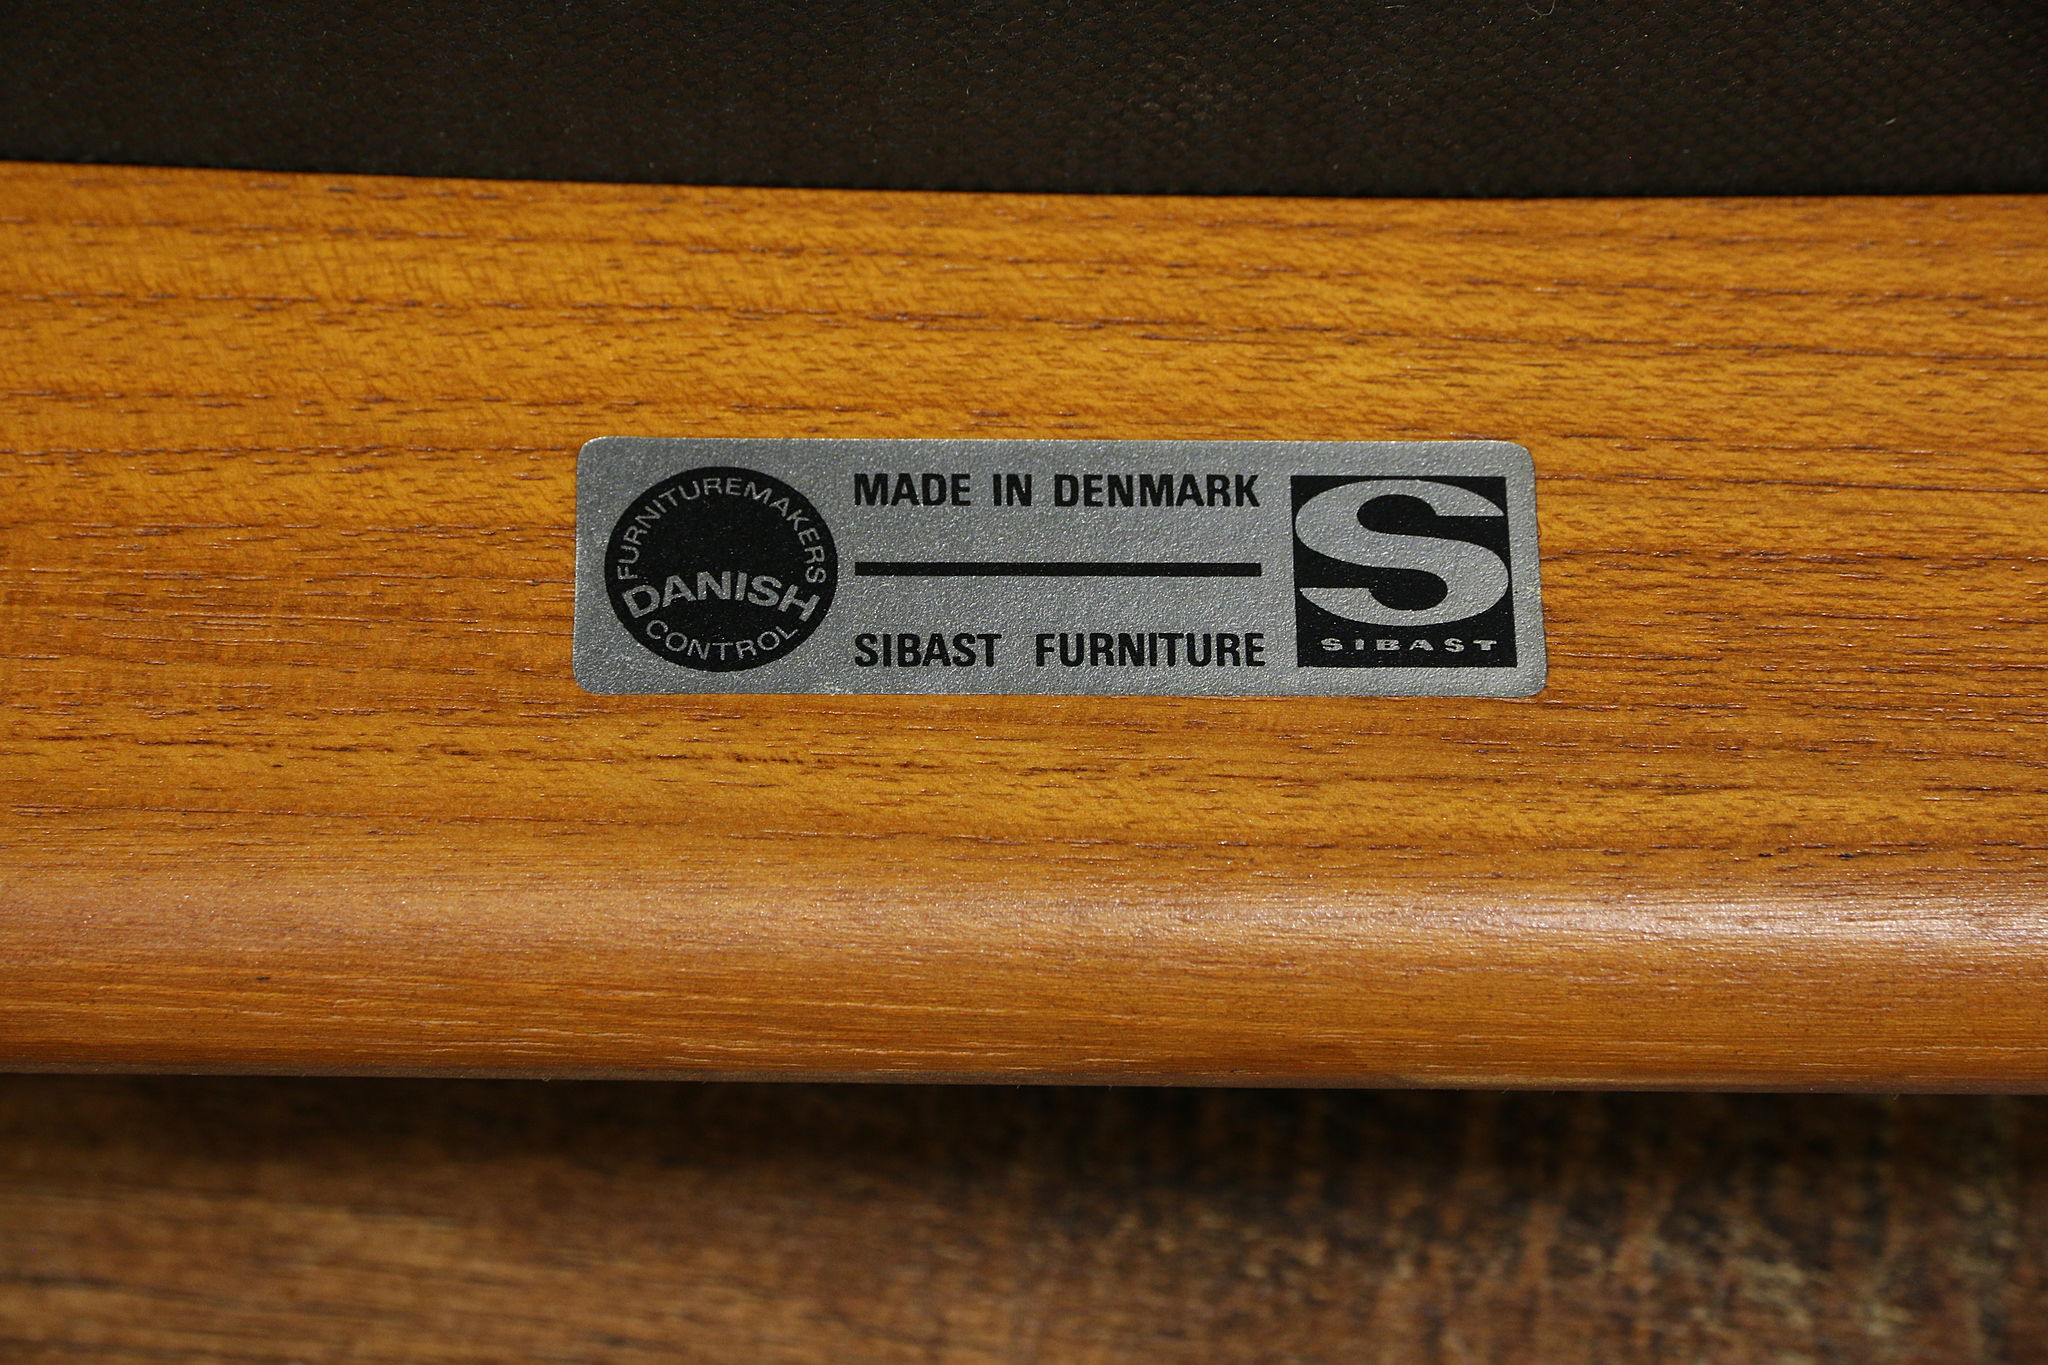 FURNITUREMAKERS
DANISH
CONTROL
MADE IN DENMARK
SIBAST FURNITURE
S
SIBAST